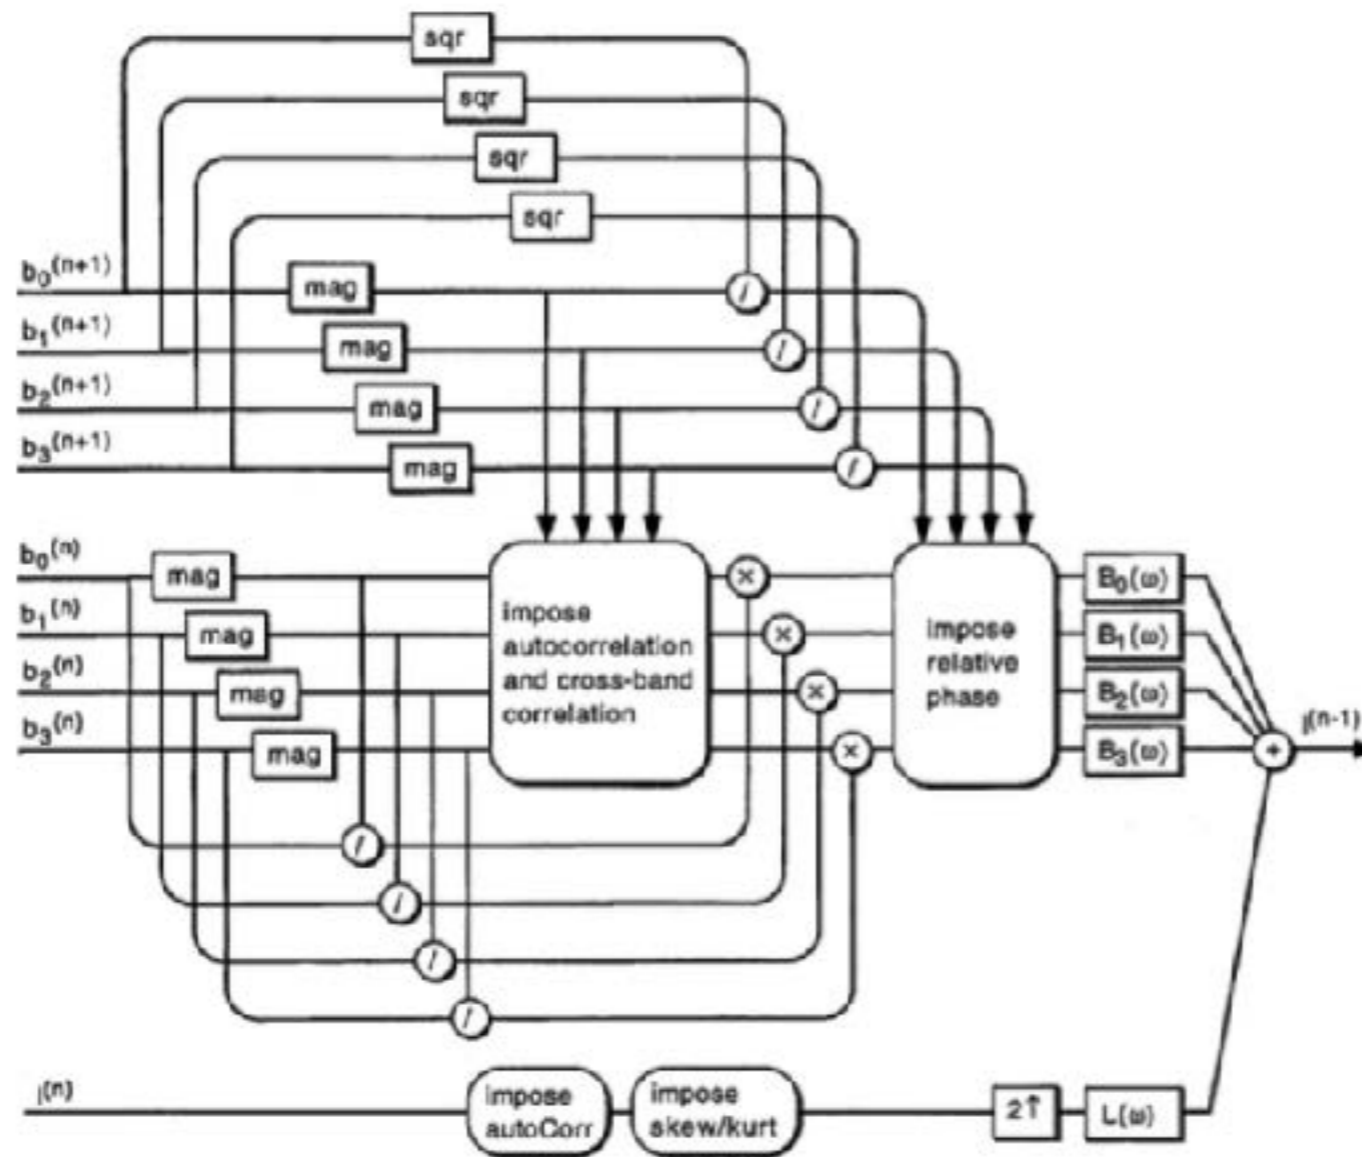 sqr
sqr
sqr
sqr
b₀⁽ⁿ⁺¹⁾
mag
/
b₁⁽ⁿ⁺¹⁾
mag
/
b₂⁽ⁿ⁺¹⁾
mag
/
b₃⁽ⁿ⁺¹⁾
mag
/
b₀⁽ⁿ⁾
mag
×
B₀(ω)
b₁⁽ⁿ⁾
mag
impose
autocorrelation
and cross-band
correlation
×
impose
relative
phase
B₁(ω)
b₂⁽ⁿ⁾
mag
×
B₂(ω)
b₃⁽ⁿ⁾
mag
×
B₃(ω)
+
l⁽ⁿ⁻¹⁾
/
/
/
/
l⁽ⁿ⁾
impose
autoCorr
impose
skew/kurt
2↑
L(ω)